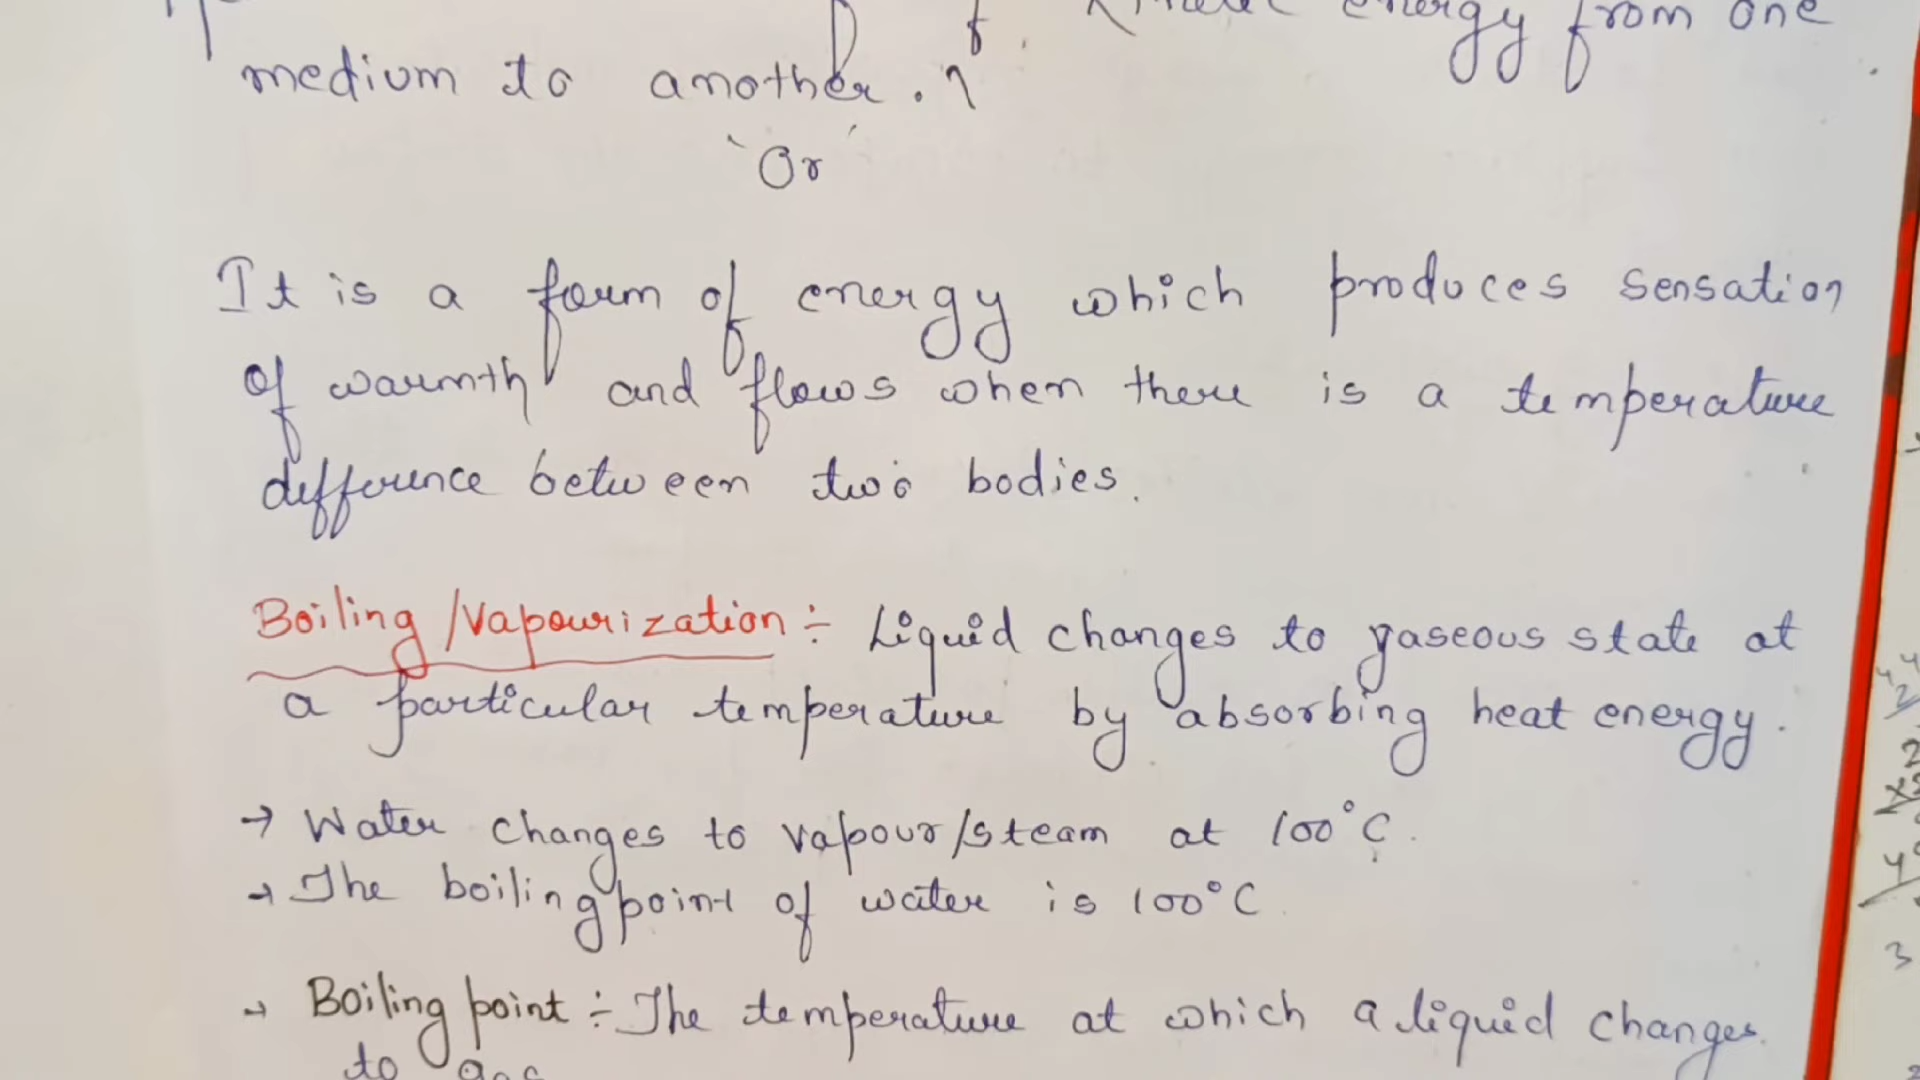 Kinetic energy from one
medium to another.
Or
It is a form of energy which produces sensation
of warmth and flows when there is a temperature
difference between two bodies.
Boiling/Vapourization ÷ Liquid changes to gaseous state at
a particular temperature by absorbing heat energy.
→ Water changes to vapour/steam at 100°C.
→ The boiling point of water is 100°C
→ Boiling point ÷ The temperature at which a liquid changes
to gas